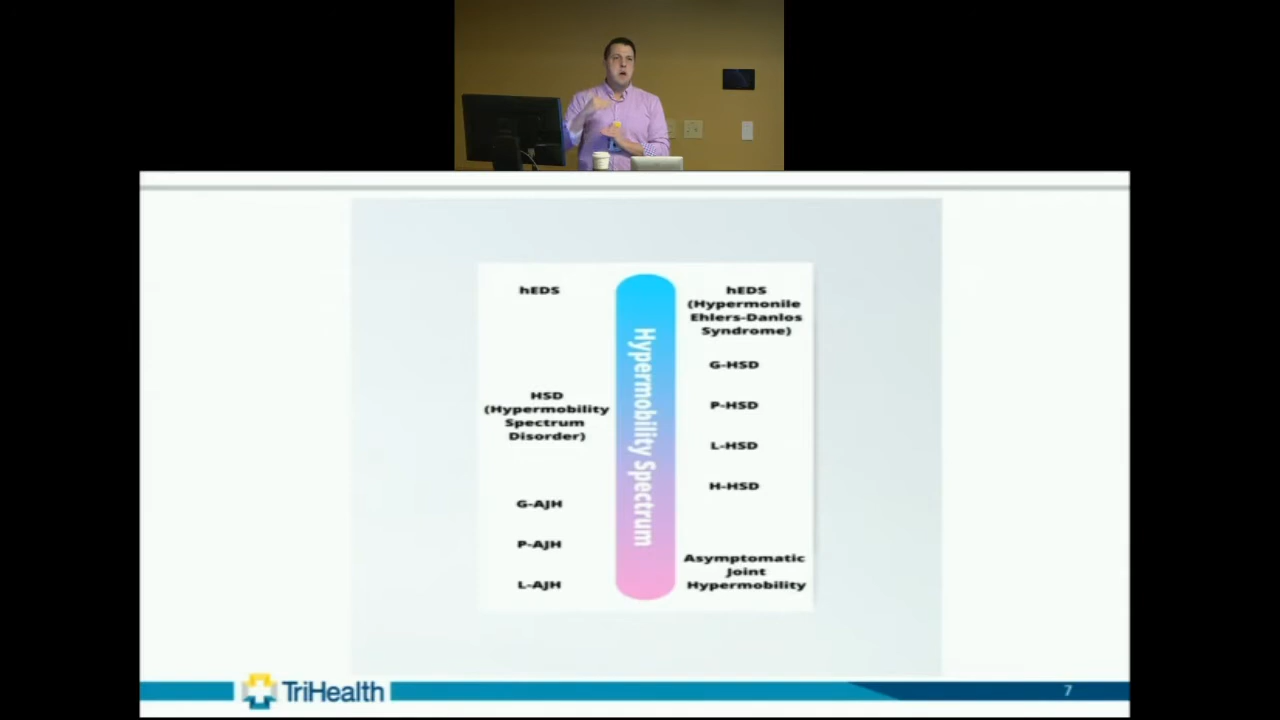 hEDS
HSD
(Hypermobility
Spectrum
Disorder)
G-AJH
P-AJH
L-AJH
Hypermobility Spectrum
hEDS
(Hypermonile
Ehlers-Danlos
Syndrome)
G-HSD
P-HSD
L-HSD
H-HSD
Asymptomatic
Joint
Hypermobility
TriHealth
7